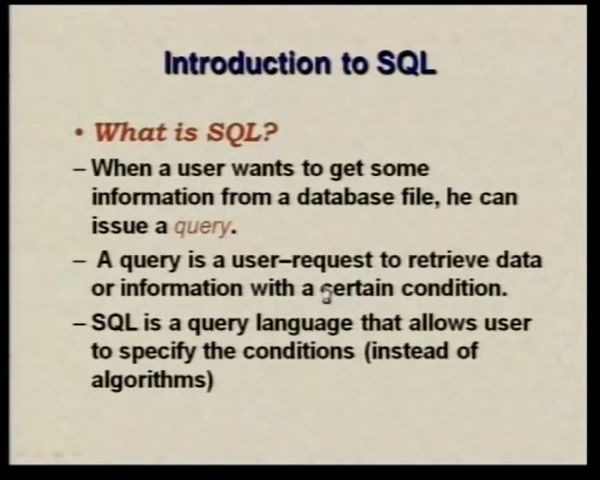 Introduction to SQL
• What is SQL?
– When a user wants to get some
information from a database file, he can
issue a query.
– A query is a user–request to retrieve data
or information with a certain condition.
– SQL is a query language that allows user
to specify the conditions (instead of
algorithms)